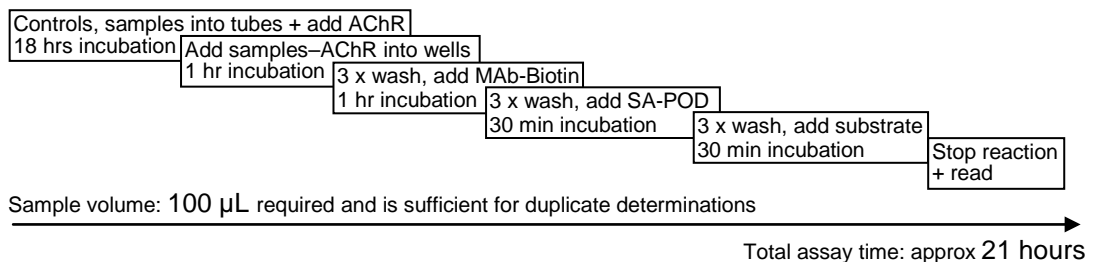 Controls, samples into tubes + add AChR
18 hrs incubation
Add samples–AChR into wells
1 hr incubation
3 x wash, add MAb-Biotin
1 hr incubation
3 x wash, add SA-POD
30 min incubation
3 x wash, add substrate
30 min incubation
Stop reaction
+ read
Sample volume: 100 µL required and is sufficient for duplicate determinations
Total assay time: approx 21 hours